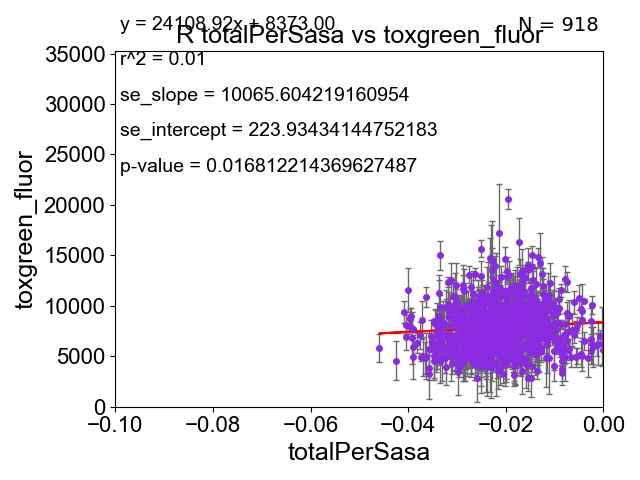 y = 24108.92x + 8373.00
N = 918
R totalPerSasa vs toxgreen_fluor
r^2 = 0.01
se_slope = 10065.604219160954
se_intercept = 223.93434144752183
p-value = 0.016812214369627487
35000
30000
25000
20000
15000
10000
5000
0
toxgreen_fluor
−0.10 −0.08 −0.06 −0.04 −0.02 0.00
totalPerSasa